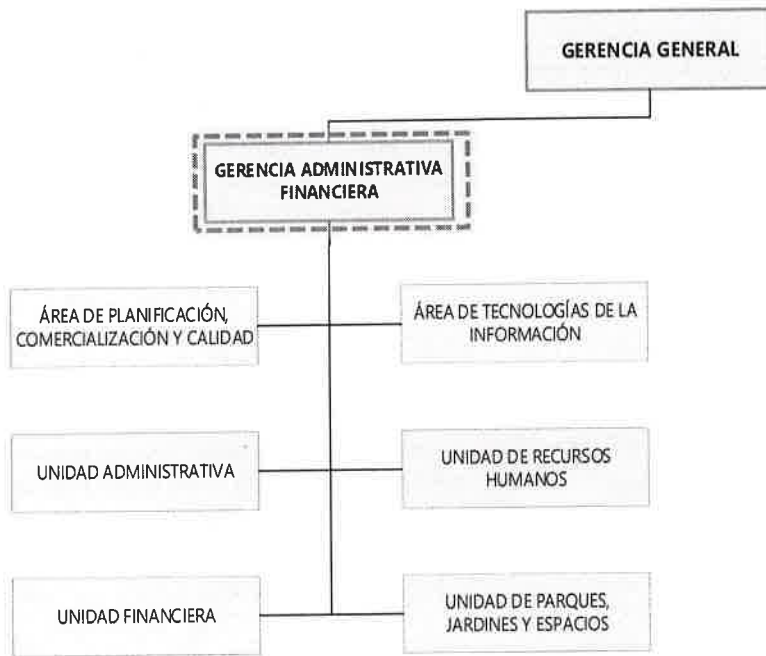 GERENCIA GENERAL
GERENCIA ADMINISTRATIVA
FINANCIERA
ÁREA DE PLANIFICACIÓN,
COMERCIALIZACIÓN Y CALIDAD
ÁREA DE TECNOLOGÍAS DE LA
INFORMACIÓN
UNIDAD ADMINISTRATIVA
UNIDAD DE RECURSOS
HUMANOS
UNIDAD FINANCIERA
UNIDAD DE PARQUES,
JARDINES Y ESPACIOS